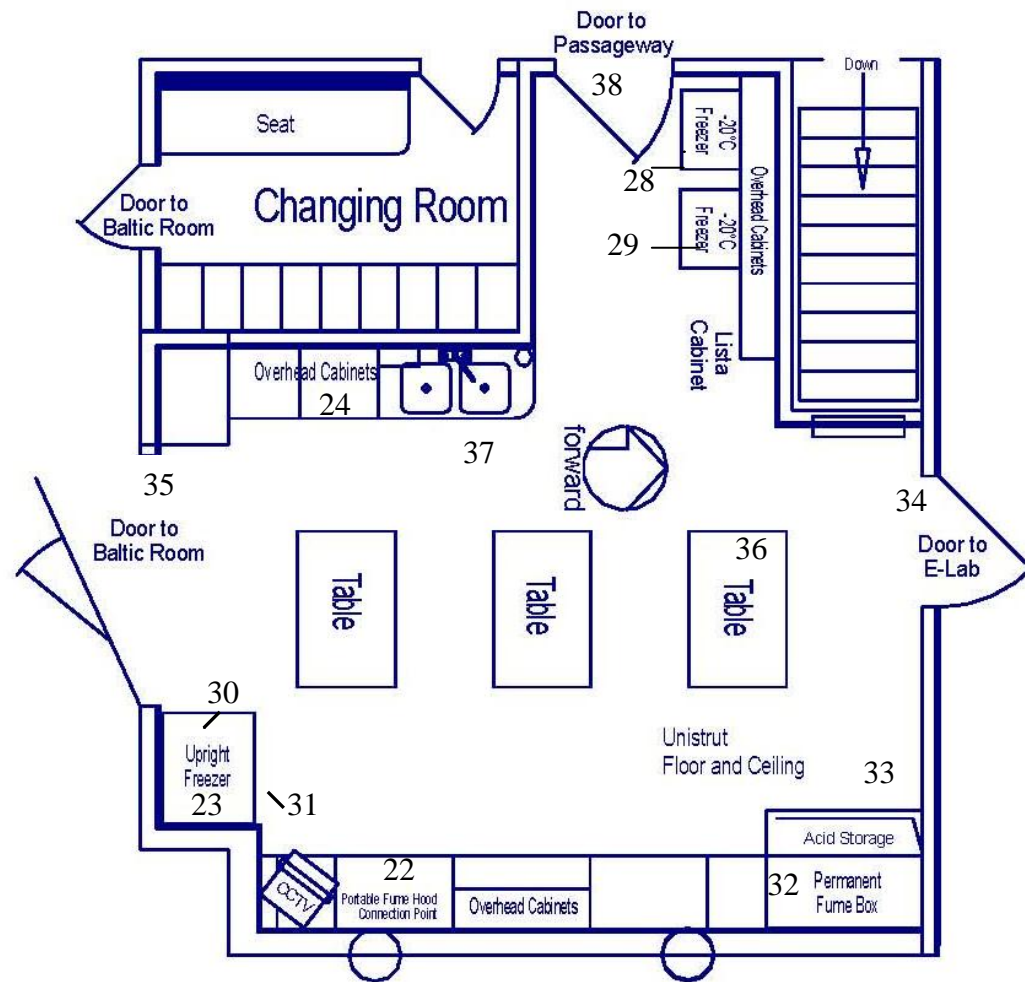 Door to
Passageway
38
Down
Seat
-20°C
Freezer
28
Overhead Cabinets
Door to
Baltic Room
Changing Room
-20°C
Freezer
29
Lista
Cabinet
Overhead Cabinets
24
37
forward
35
34
Door to
Baltic Room
36
Door to
E-Lab
Table
Table
Table
30
Upright
Freezer
23
31
Unistrut
Floor and Ceiling
33
Acid Storage
22
CCTV
Portable Fume Hood
Connection Point
Overhead Cabinets
32
Permanent
Fume Box